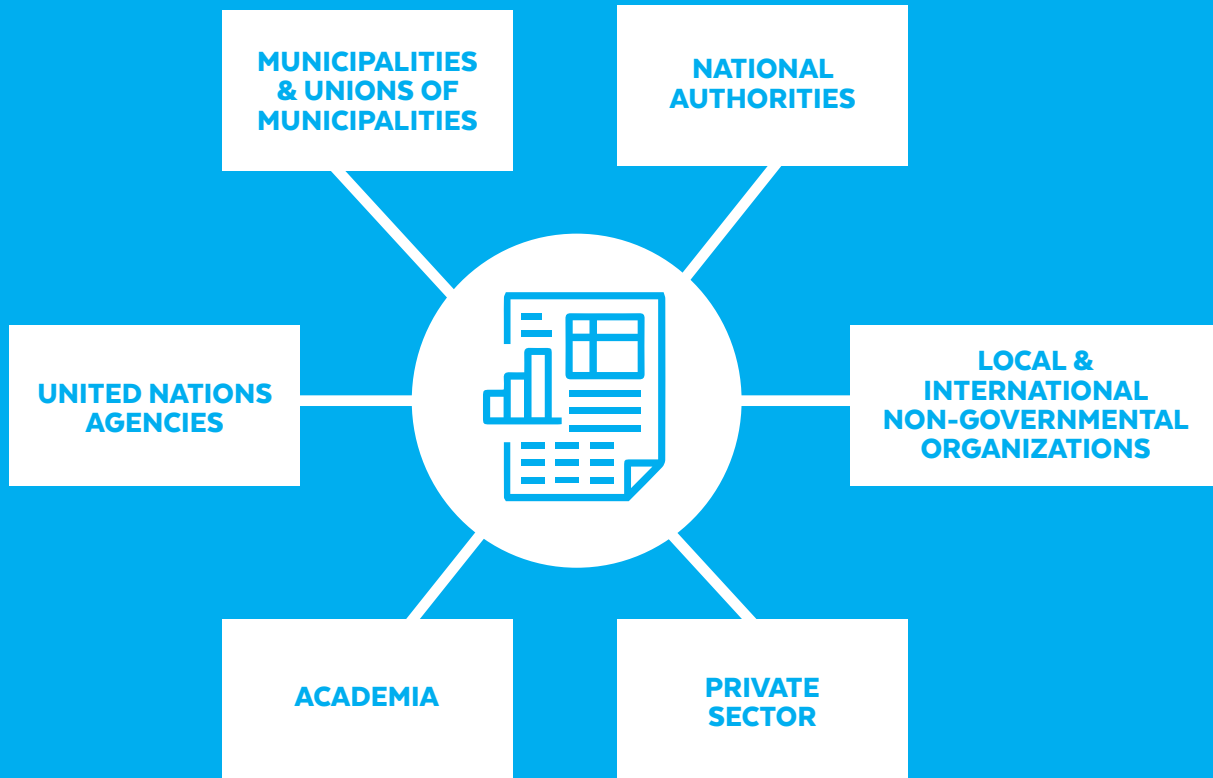 MUNICIPALITIES
& UNIONS OF
MUNICIPALITIES
NATIONAL
AUTHORITIES
UNITED NATIONS
AGENCIES
LOCAL &
INTERNATIONAL
NON-GOVERNMENTAL
ORGANIZATIONS
ACADEMIA
PRIVATE
SECTOR